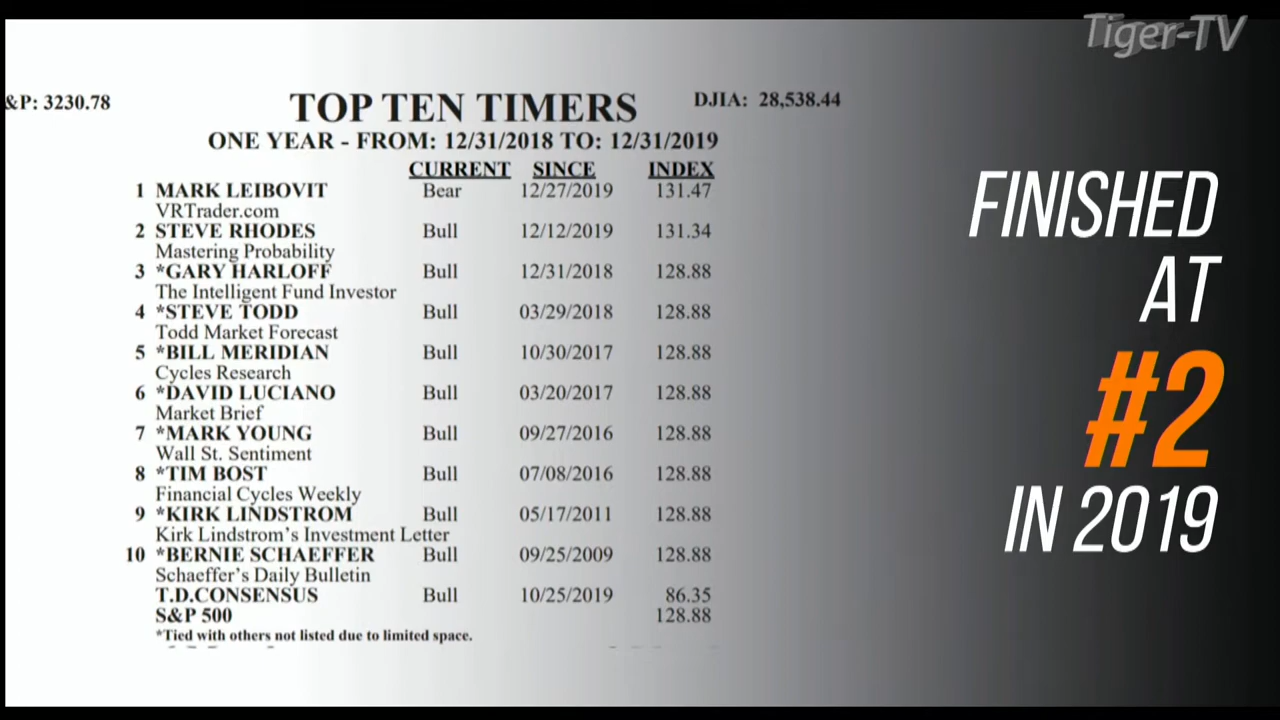 Tiger-TV
&P: 3230.78
TOP TEN TIMERS
DJIA: 28,538.44
ONE YEAR - FROM: 12/31/2018 TO: 12/31/2019
CURRENT SINCE INDEX
1 MARK LEIBOVIT Bear 12/27/2019 131.47
VRTrader.com
2 STEVE RHODES Bull 12/12/2019 131.34
Mastering Probability
3 *GARY HARLOFF Bull 12/31/2018 128.88
The Intelligent Fund Investor
4 *STEVE TODD Bull 03/29/2018 128.88
Todd Market Forecast
5 *BILL MERIDIAN Bull 10/30/2017 128.88
Cycles Research
6 *DAVID LUCIANO Bull 03/20/2017 128.88
Market Brief
7 *MARK YOUNG Bull 09/27/2016 128.88
Wall St. Sentiment
8 *TIM BOST Bull 07/08/2016 128.88
Financial Cycles Weekly
9 *KIRK LINDSTROM Bull 05/17/2011 128.88
Kirk Lindstrom's Investment Letter
10 *BERNIE SCHAEFFER Bull 09/25/2009 128.88
Schaeffer's Daily Bulletin
T.D.CONSENSUS Bull 10/25/2019 86.35
S&P 500 128.88
*Tied with others not listed due to limited space.
FINISHED
AT
#2
IN 2019